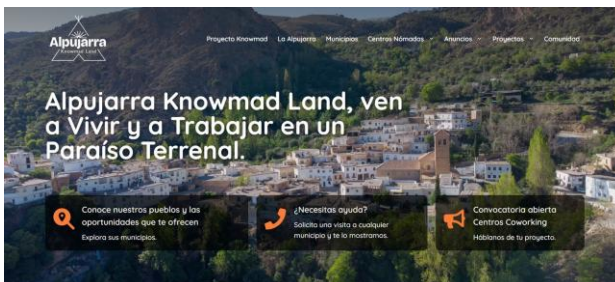 Alpujarra
Knowmad Land
Proyecto Knowmad La Alpujarra Municipios Centros Nómadas Anuncios Proyectos Comunidad
Alpujarra Knowmad Land, ven
a Vivir y a Trabajar en un
Paraíso Terrenal.
Conoce nuestros pueblos y las
oportunidades que te ofrecen
Explora sus municipios.
¿Necesitas ayuda?
Solicita una visita a cualquier
municipio y te lo mostramos.
Convocatoria abierta
Centros Coworking
Háblanos de tu proyecto.